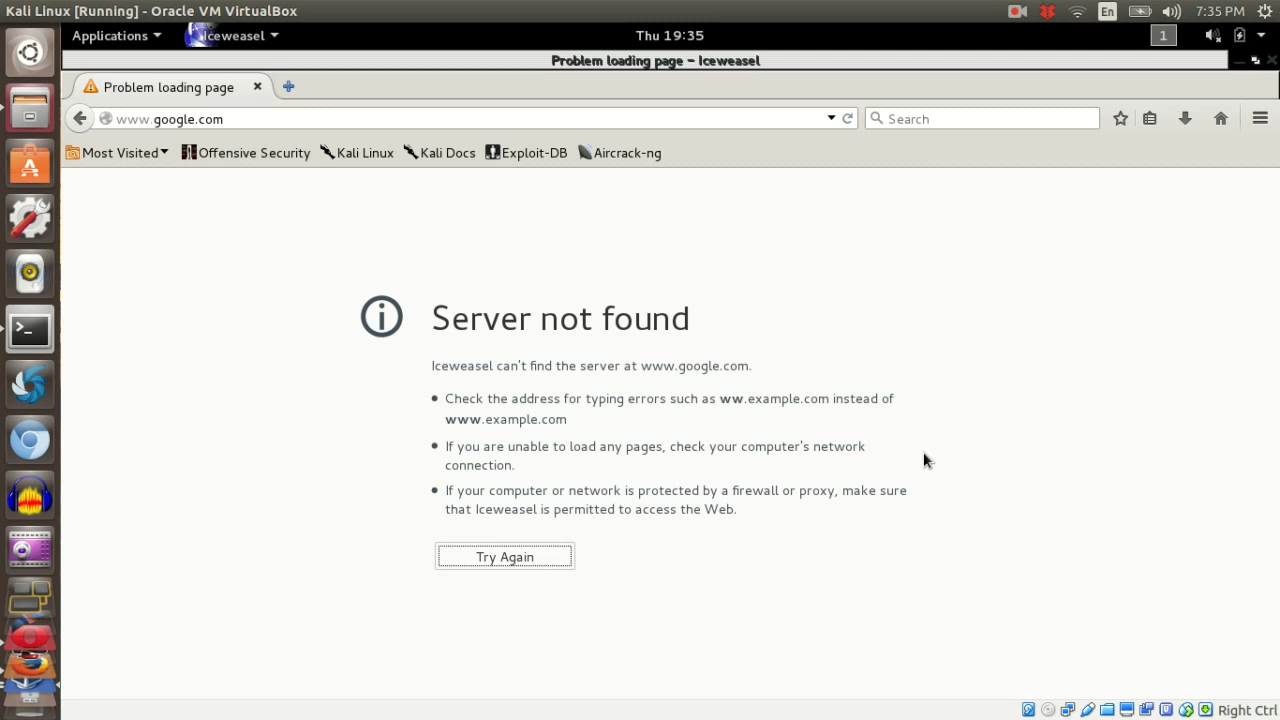 Kali Linux [Running] - Oracle VM VirtualBox
En
7:35 PM
Applications
Iceweasel
Thu 19:35
1
Problem loading page - Iceweasel
Problem loading page
www.google.com
Search
Most Visited
Offensive Security
Kali Linux
Kali Docs
Exploit-DB
Aircrack-ng
Server not found
Iceweasel can't find the server at www.google.com.
Check the address for typing errors such as ww.example.com instead of
www.example.com
If you are unable to load any pages, check your computer's network
connection.
If your computer or network is protected by a firewall or proxy, make sure
that Iceweasel is permitted to access the Web.
Try Again
Right Ctrl